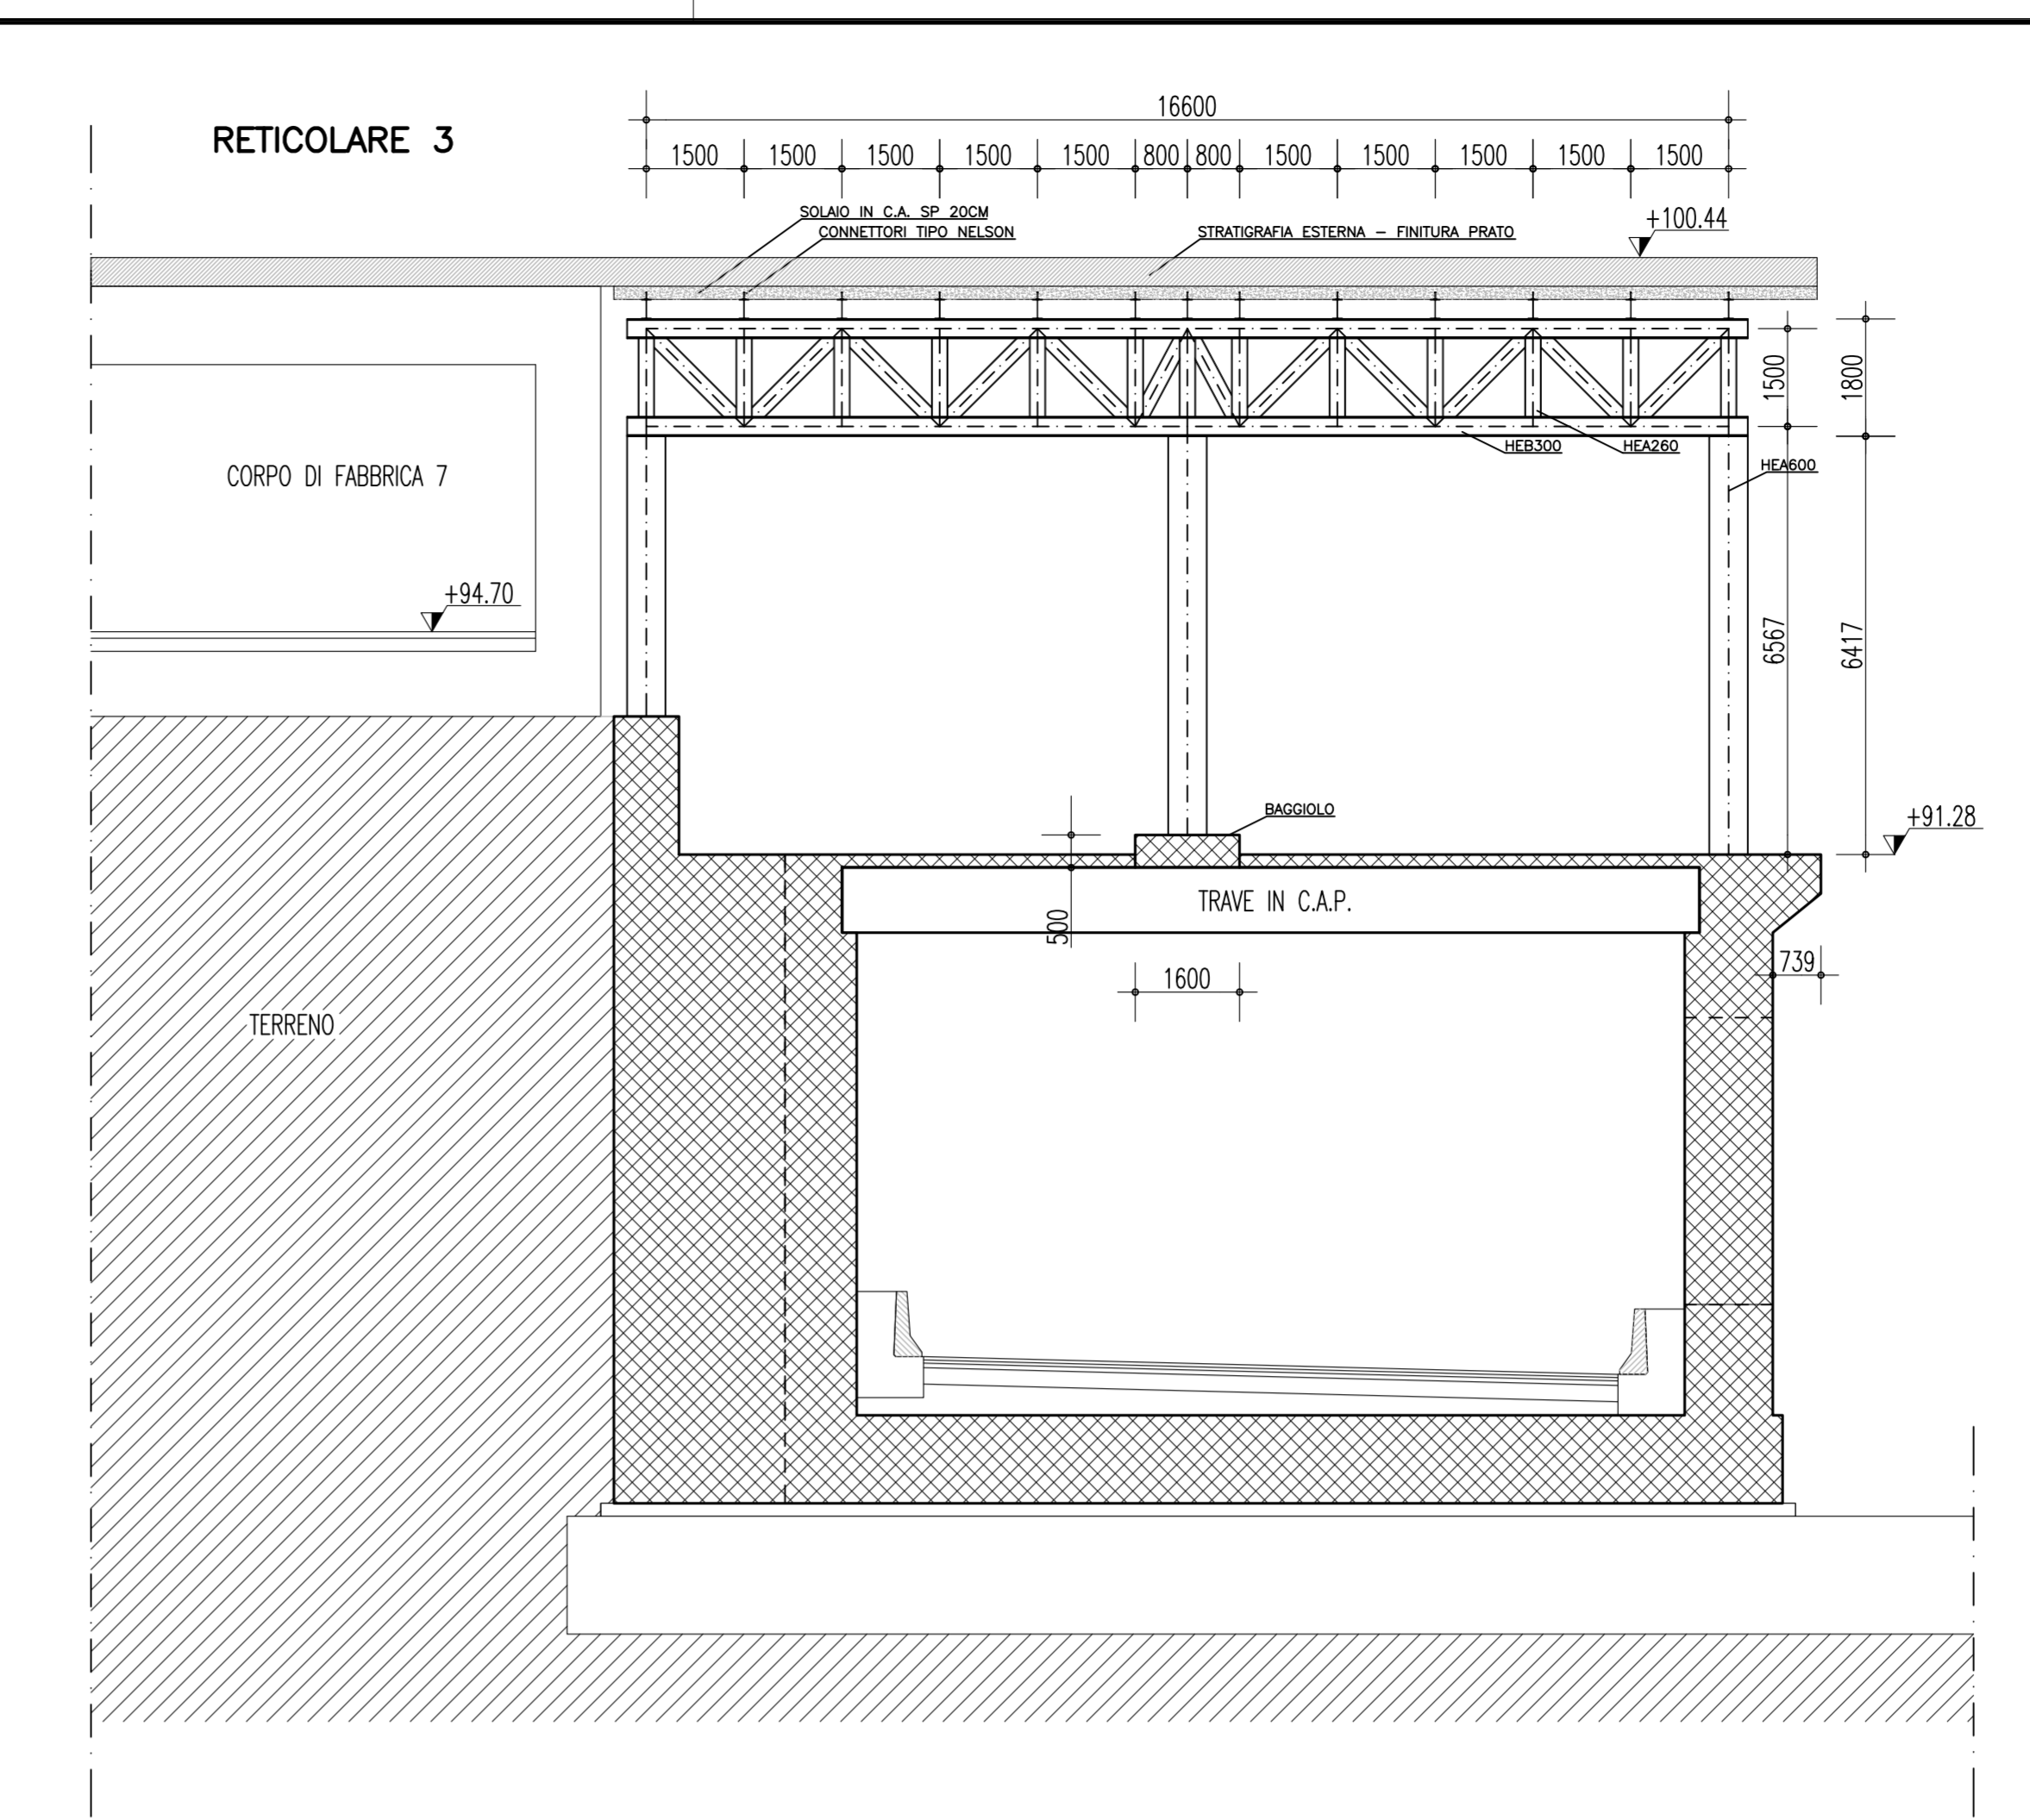 16600
RETICOLARE 3
1500 1500 1500 1500 1500 800 800 1500 1500 1500 1500 1500
SOLAIO IN C.A. SP 20CM
CONNETTORI TIPO NELSON
STRATIGRAFIA ESTERNA – FINITURA PRATO
+100.44
1500
1800
HEB300
HEA260
HEA600
CORPO DI FABBRICA 7
+94.70
6567
6417
BAGGIOLO
+91.28
TRAVE IN C.A.P.
500
1600
739
TERRENO